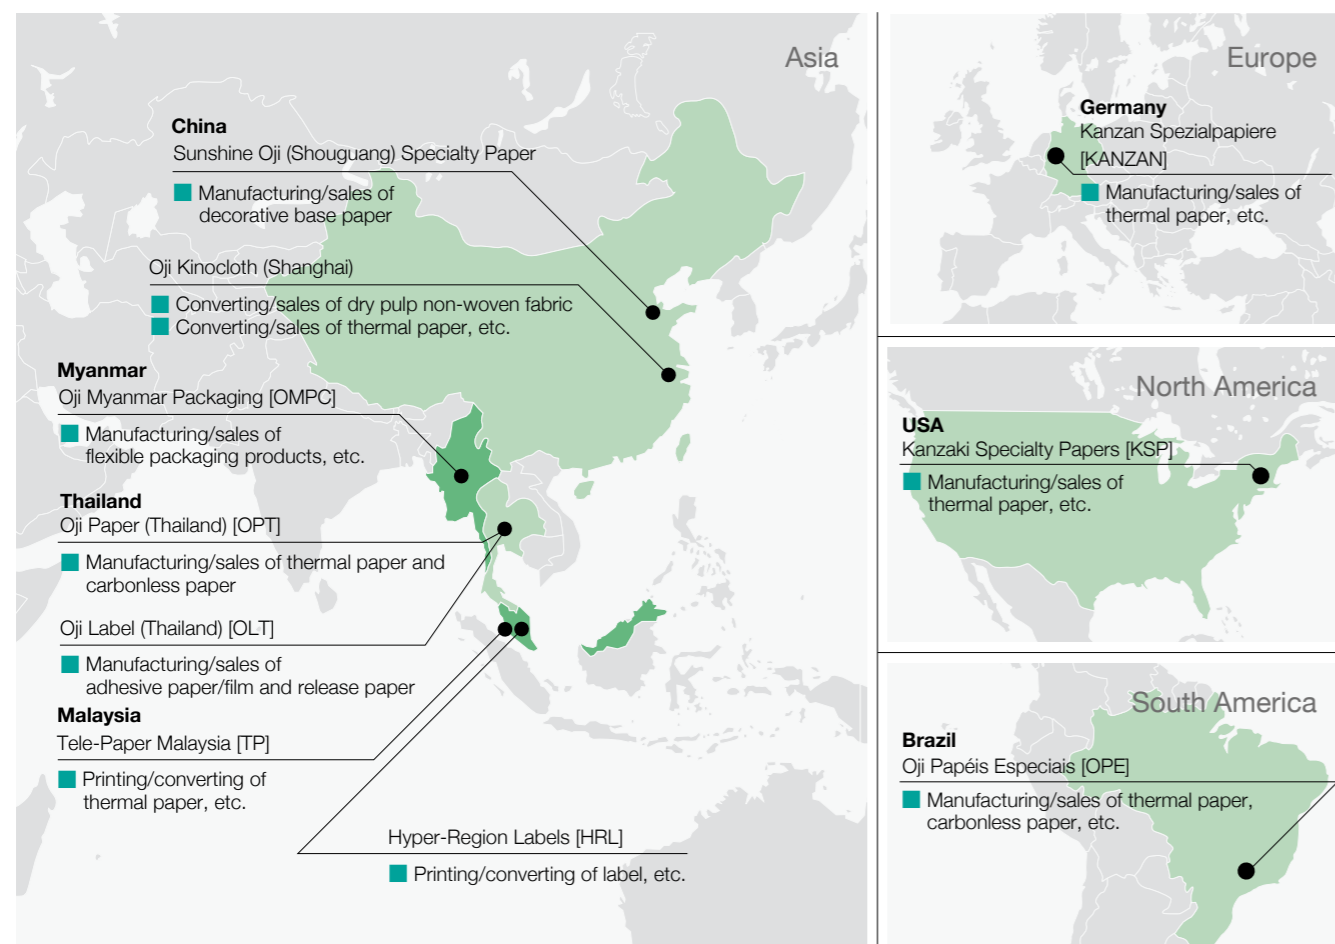 Asia
China
Sunshine Oji (Shouguang) Specialty Paper
Manufacturing/sales of
decorative base paper
Oji Kinocloth (Shanghai)
Converting/sales of dry pulp non-woven fabric
Converting/sales of thermal paper, etc.
Myanmar
Oji Myanmar Packaging [OMPC]
Manufacturing/sales of
flexible packaging products, etc.
Thailand
Oji Paper (Thailand) [OPT]
Manufacturing/sales of thermal paper and
carbonless paper
Oji Label (Thailand) [OLT]
Manufacturing/sales of
adhesive paper/film and release paper
Malaysia
Tele-Paper Malaysia [TP]
Printing/converting of
thermal paper, etc.
Hyper-Region Labels [HRL]
Printing/converting of label, etc.
Europe
Germany
Kanzan Spezialpapiere
[KANZAN]
Manufacturing/sales of
thermal paper, etc.
North America
USA
Kanzaki Specialty Papers [KSP]
Manufacturing/sales of
thermal paper, etc.
South America
Brazil
Oji Papéis Especiais [OPE]
Manufacturing/sales of thermal paper,
carbonless paper, etc.